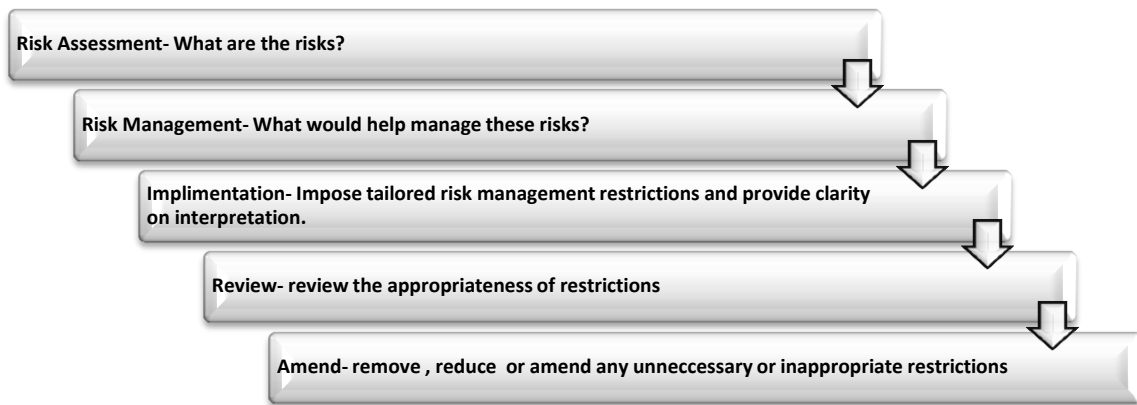 Risk Assessment- What are the risks?
Risk Management- What would help manage these risks?
Implimentation- Impose tailored risk management restrictions and provide clarity
on interpretation.
Review- review the appropriateness of restrictions
Amend- remove , reduce  or amend any unneccessary or inappropriate restrictions